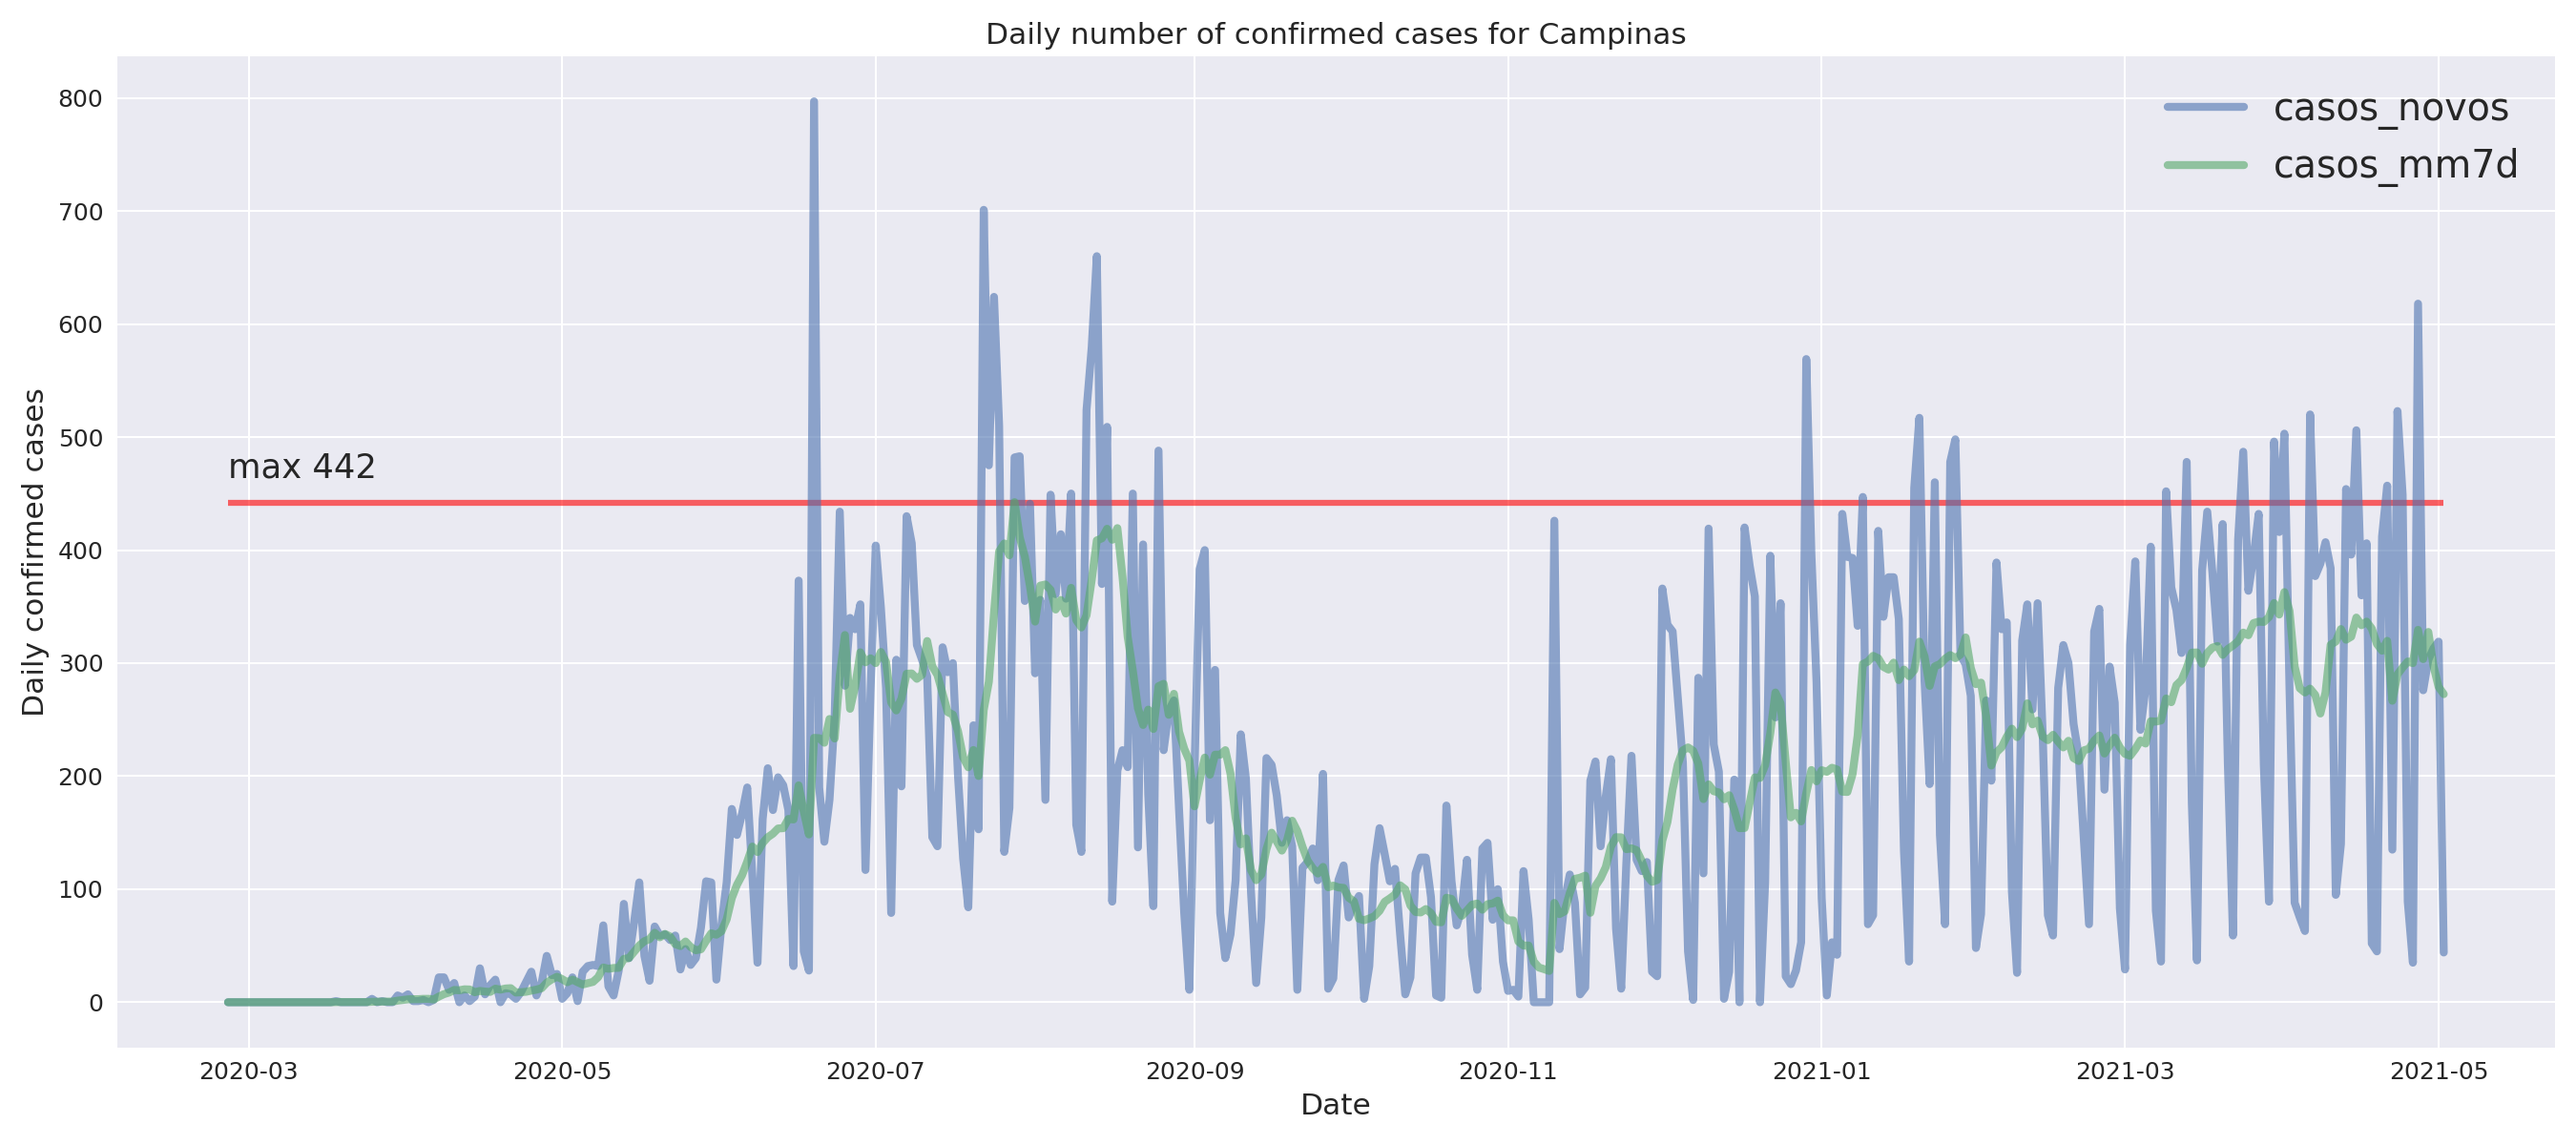 Daily number of confirmed cases for Campinas
casos_novos
casos_mm7d
max 442
Daily confirmed cases
800
700
600
500
400
300
200
100
0
2020-03
2020-05
2020-07
2020-09
2020-11
2021-01
2021-03
2021-05
Date